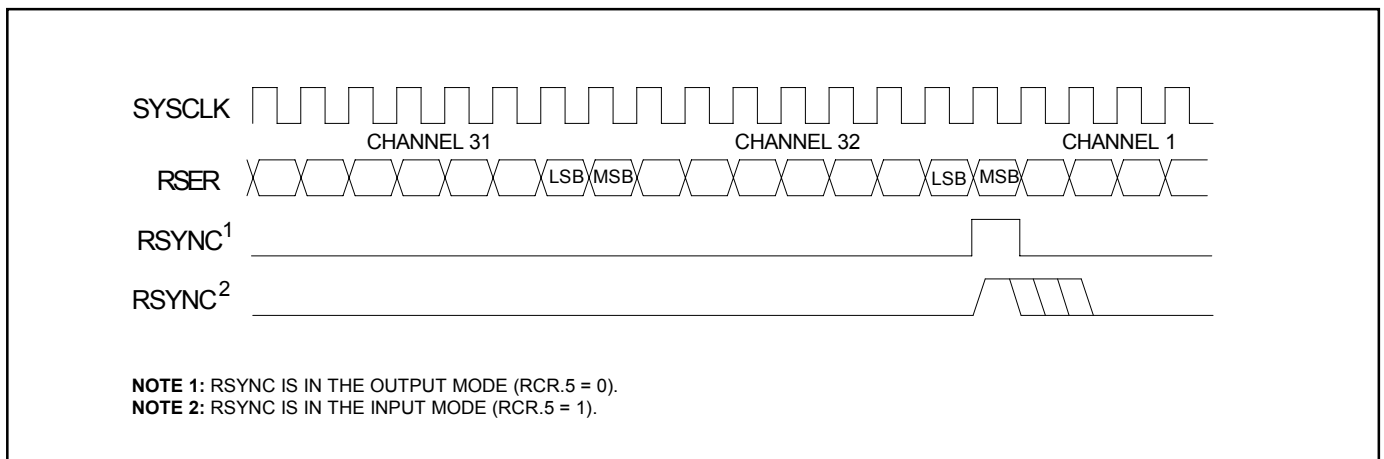 SYSCLK
CHANNEL 31 CHANNEL 32 CHANNEL 1
RSER LSB MSB LSB MSB
RSYNC1
RSYNC2
NOTE 1: RSYNC IS IN THE OUTPUT MODE (RCR.5 = 0).
NOTE 2: RSYNC IS IN THE INPUT MODE (RCR.5 = 1).